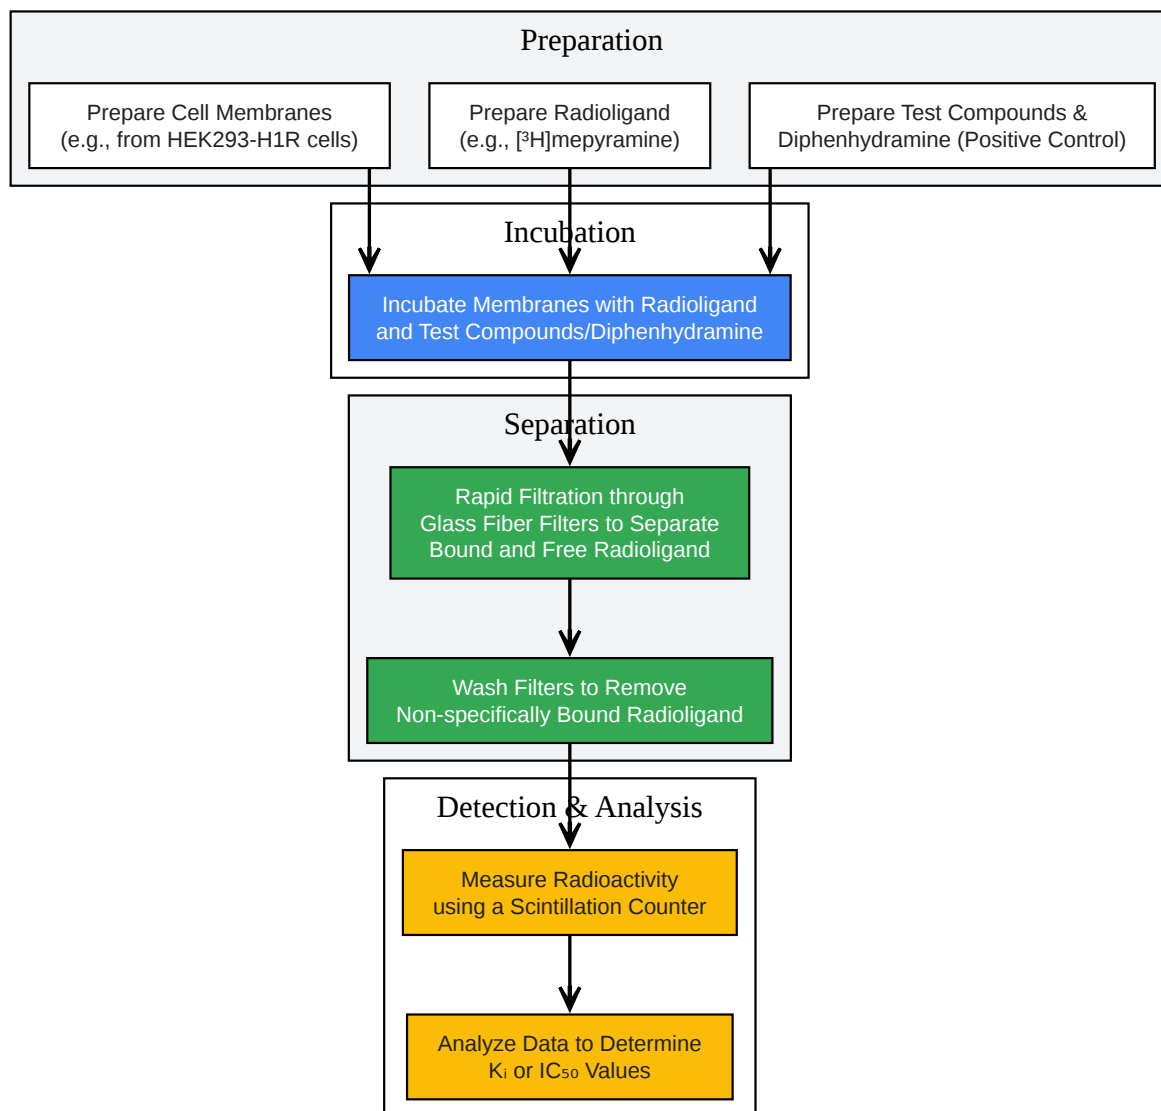 Preparation
Prepare Cell Membranes
(e.g., from HEK293-H1R cells)
Prepare Radioligand
(e.g., [³H]mepyramine)
Prepare Test Compounds &
Diphenhydramine (Positive Control)
Incubation
Incubate Membranes with Radioligand
and Test Compounds/Diphenhydramine
Separation
Rapid Filtration through
Glass Fiber Filters to Separate
Bound and Free Radioligand
Wash Filters to Remove
Non-specifically Bound Radioligand
Detection & Analysis
Measure Radioactivity
using a Scintillation Counter
Analyze Data to Determine
Kᵢ or IC₅₀ Values